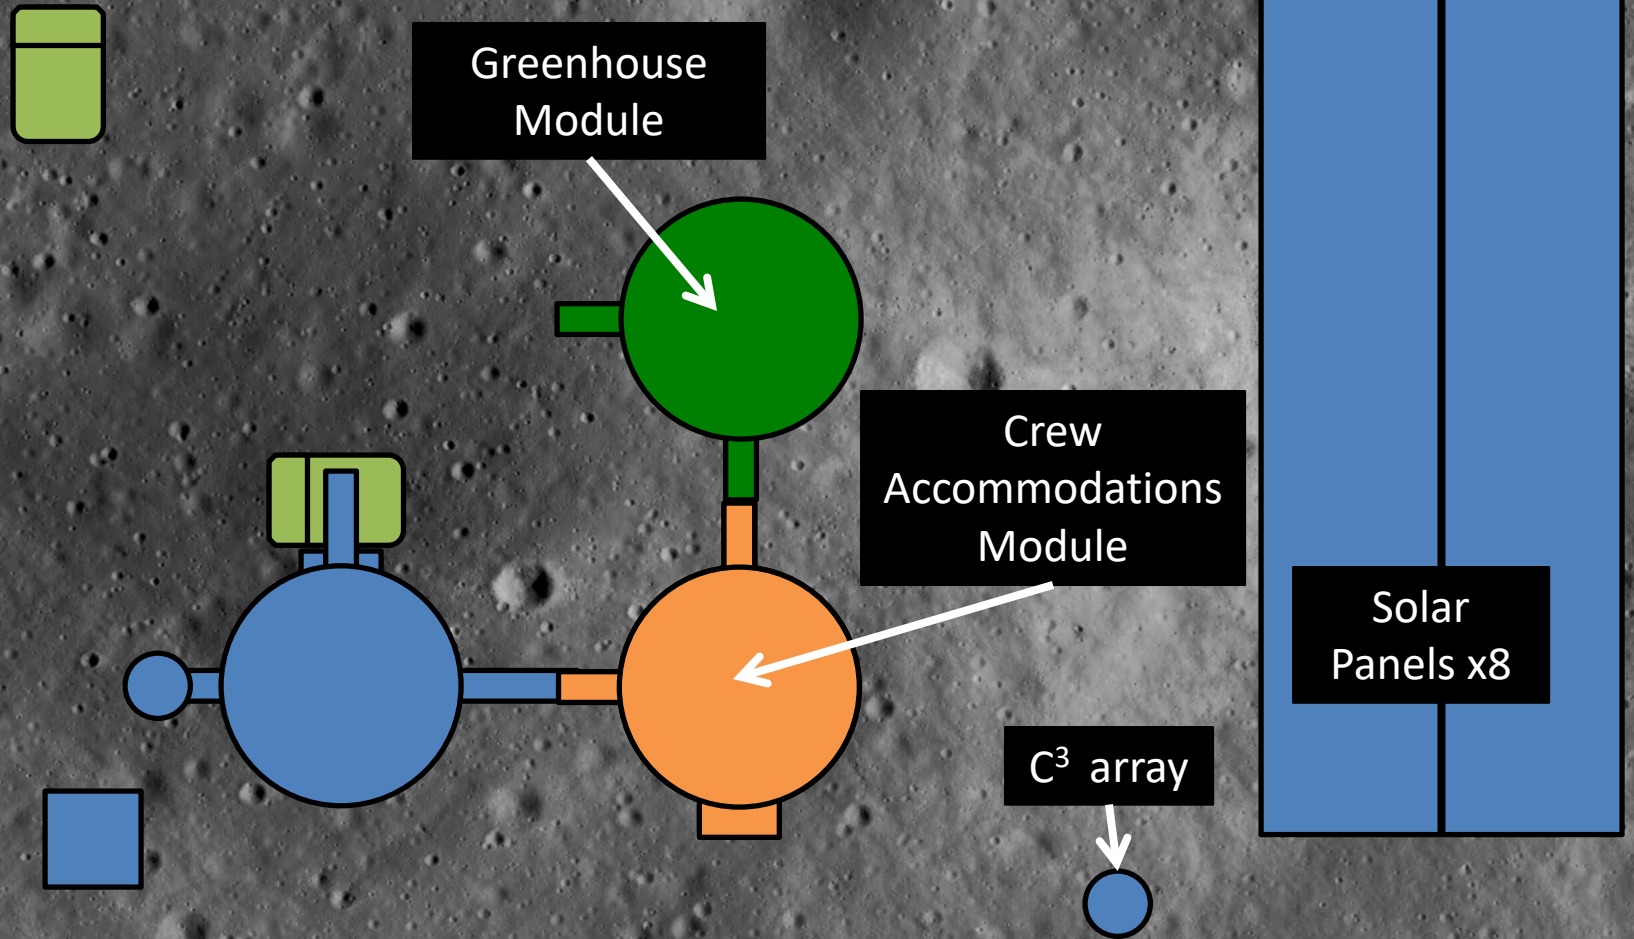 Greenhouse
Module
Crew
Accommodations
Module
Solar
Panels x8
C³ array